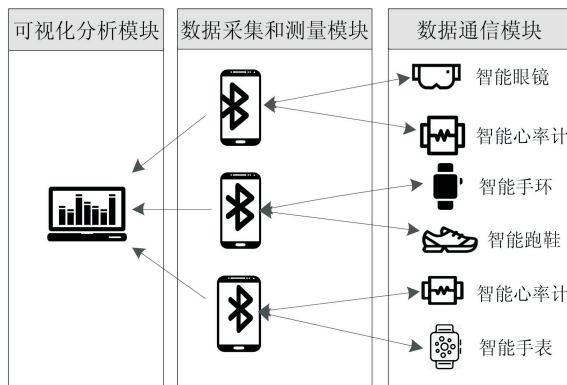 可视化分析模块
数据采集和测量模块
数据通信模块
智能眼镜
智能心率计
智能手环
智能跑鞋
智能心率计
智能手表